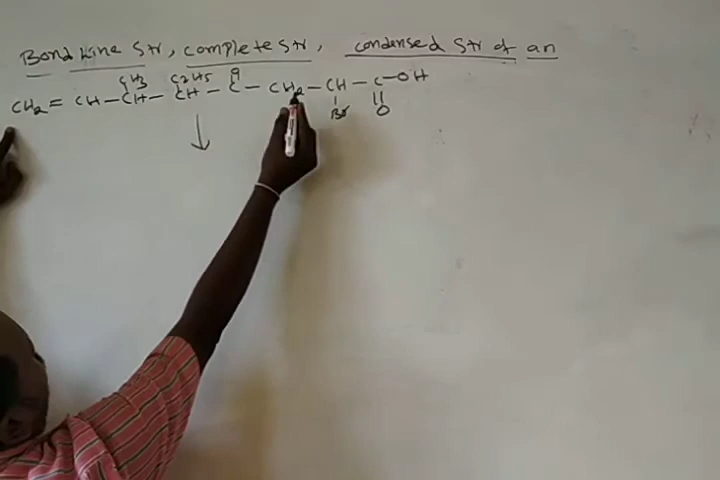 Bond Line Str, complete str, condensed str of an
CH3 C2H5 O
CH2 = CH - CH - CH - C - CH2 - CH - C - OH
Br O